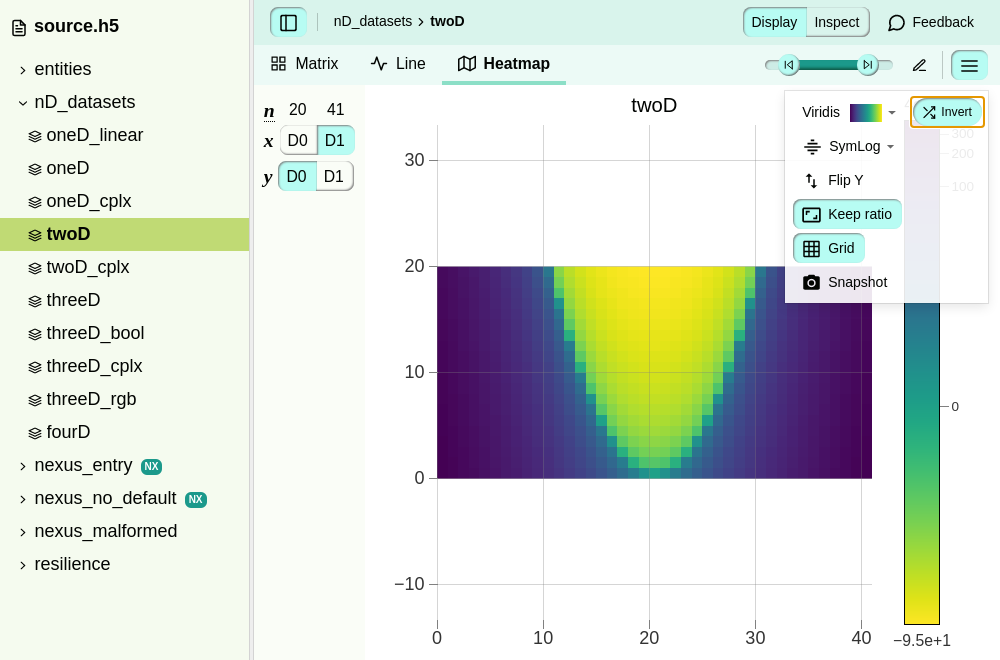 source.h5
nD_datasets twoD
Display Inspect Feedback
entities
nD_datasets
oneD_linear
oneD
oneD_cplx
twoD
twoD_cplx
threeD
threeD_bool
threeD_cplx
threeD_rgb
fourD
nexus_entry NX
nexus_no_default NX
nexus_malformed
resilience
Matrix Line Heatmap
n 20 41
x D0 D1
y D0 D1
twoD
30
20
10
0
−10
0 10 20 30 40
Viridis Invert
SymLog
Flip Y
Keep ratio
Grid
Snapshot
300
200
100
0
−9.5e+1